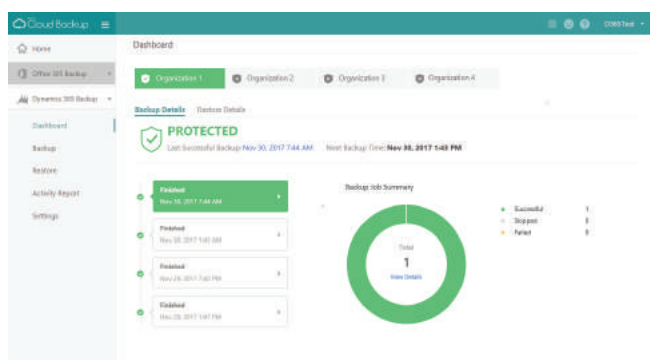 Cloud Backup
Home
Office 365 Backup
Dynamics 365 Backup
Dashboard
Backup
Restore
Activity Report
Settings
Dashboard
Organization 1
Organization 2
Organization 3
Organization 4
Backup Details
Restore Details
PROTECTED
Last Successful Backup: Nov 30, 2017 7:44 AM
Next Backup Time: Nov 30, 2017 1:43 PM
Finished
Nov 30, 2017 7:44 AM
Finished
Finished
Finished
Backup Job Summary
Total
1
View Details
Successful 1
Skipped 0
Failed 0